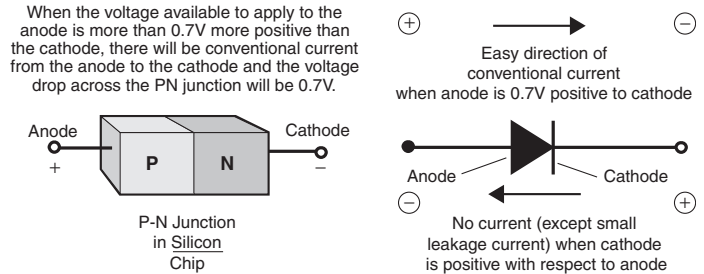 When the voltage available to apply to the
anode is more than 0.7V more positive than
the cathode, there will be conventional current
from the anode to the cathode and the voltage
drop across the PN junction will be 0.7V.
Anode
Cathode
+
−
P
N
P-N Junction
in Silicon
Chip
+
−
Easy direction of
conventional current
when anode is 0.7V positive to cathode
Anode
Cathode
−
+
No current (except small
leakage current) when cathode
is positive with respect to anode